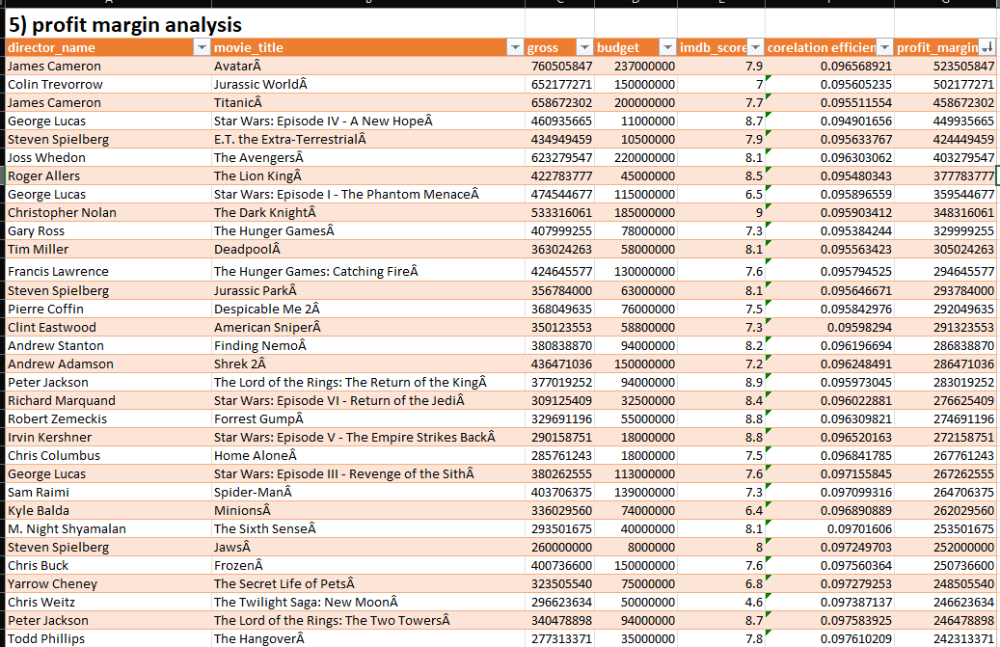 5) profit margin analysis
director_name movie_title gross budget imdb_score corelation efficien profit_margin
James Cameron AvatarÂ 760505847 237000000 7.9 0.096568921 523505847
Colin Trevorrow Jurassic WorldÂ 652177271 150000000 7 0.095605235 502177271
James Cameron TitanicÂ 658672302 200000000 7.7 0.095511554 458672302
George Lucas Star Wars: Episode IV - A New HopeÂ 460935665 11000000 8.7 0.094901656 449935665
Steven Spielberg E.T. the Extra-TerrestrialÂ 434949459 10500000 7.9 0.095633767 424449459
Joss Whedon The AvengersÂ 623279547 220000000 8.1 0.096303062 403279547
Roger Allers The Lion KingÂ 422783777 45000000 8.5 0.095480343 377783777
George Lucas Star Wars: Episode I - The Phantom MenaceÂ 474544677 115000000 6.5 0.095896559 359544677
Christopher Nolan The Dark KnightÂ 533316061 185000000 9 0.095903412 348316061
Gary Ross The Hunger GamesÂ 407999255 78000000 7.3 0.095384244 329999255
Tim Miller DeadpoolÂ 363024263 58000000 8.1 0.095563423 305024263
Francis Lawrence The Hunger Games: Catching FireÂ 424645577 130000000 7.6 0.095794525 294645577
Steven Spielberg Jurassic ParkÂ 356784000 63000000 8.1 0.095646671 293784000
Pierre Coffin Despicable Me 2Â 368049635 76000000 7.5 0.095842976 292049635
Clint Eastwood American SniperÂ 350123553 58800000 7.3 0.09598294 291323553
Andrew Stanton Finding NemoÂ 380838870 94000000 8.2 0.096196694 286838870
Andrew Adamson Shrek 2Â 436471036 150000000 7.2 0.096248491 286471036
Peter Jackson The Lord of the Rings: The Return of the KingÂ 377019252 94000000 8.9 0.095973045 283019252
Richard Marquand Star Wars: Episode VI - Return of the JediÂ 309125409 32500000 8.4 0.096022881 276625409
Robert Zemeckis Forrest GumpÂ 329691196 55000000 8.8 0.096309821 274691196
Irvin Kershner Star Wars: Episode V - The Empire Strikes BackÂ 290158751 18000000 8.8 0.096520163 272158751
Chris Columbus Home AloneÂ 285761243 18000000 7.5 0.096841785 267761243
George Lucas Star Wars: Episode III - Revenge of the SithÂ 380262555 113000000 7.6 0.097155845 267262555
Sam Raimi Spider-ManÂ 403706375 139000000 7.3 0.097099316 264706375
Kyle Balda MinionsÂ 336029560 74000000 6.4 0.096890889 262029560
M. Night Shyamalan The Sixth SenseÂ 293501675 40000000 8.1 0.09701606 253501675
Steven Spielberg JawsÂ 260000000 8000000 8 0.097249703 252000000
Chris Buck FrozenÂ 400736600 150000000 7.6 0.097560364 250736600
Yarrow Cheney The Secret Life of PetsÂ 323505540 75000000 6.8 0.097279253 248505540
Chris Weitz The Twilight Saga: New MoonÂ 296623634 50000000 4.6 0.097387137 246623634
Peter Jackson The Lord of the Rings: The Two TowersÂ 340478898 94000000 8.7 0.097583925 246478898
Todd Phillips The HangoverÂ 277313371 35000000 7.8 0.097610209 242313371